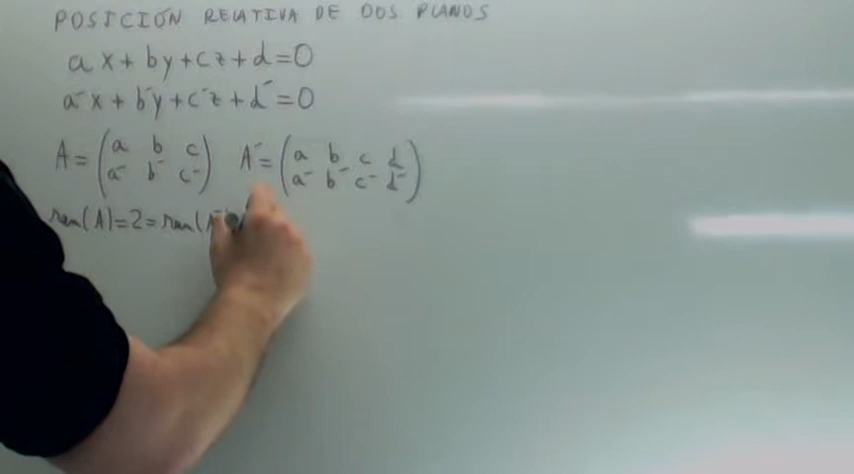 POSICIÓN RELATIVA DE DOS PLANOS
ax + by + cz + d = 0
a'x + b'y + c'z + d' = 0
A = (a b c) A' = (a b c d)
(a' b' c') (a' b' c' d')
ran(A)=2=ran(A'